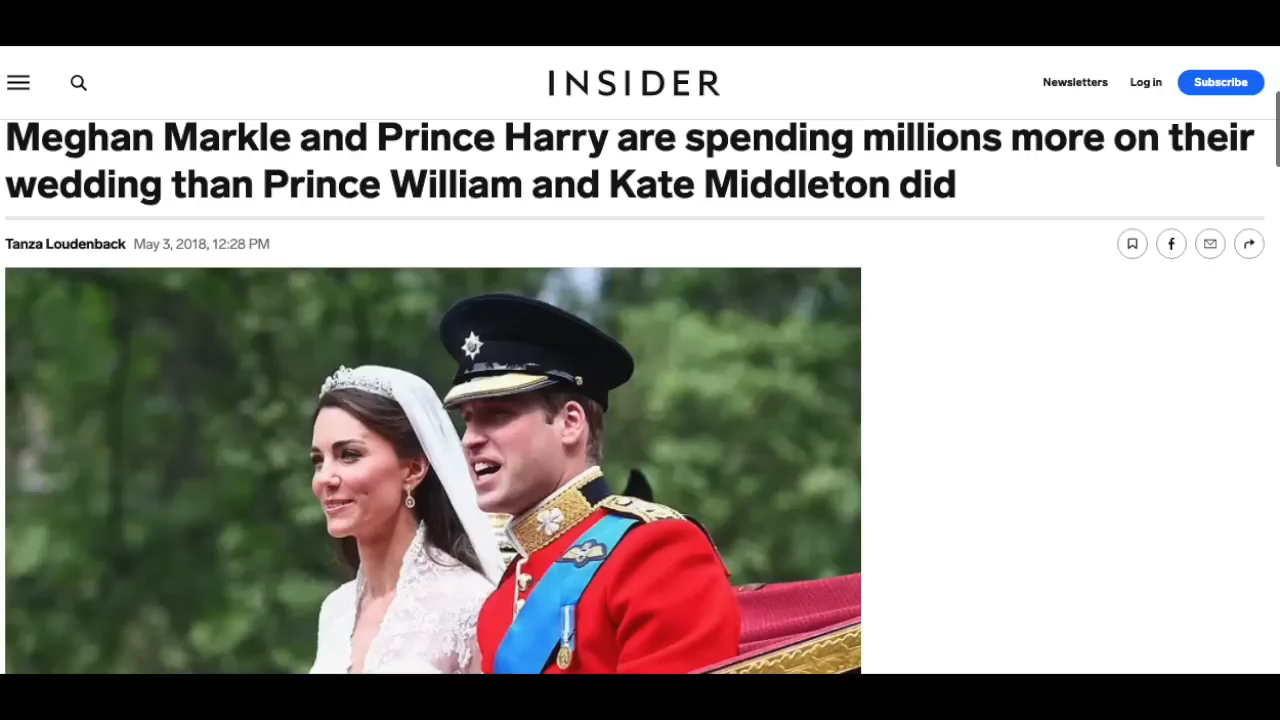 INSIDER
Newsletters Log in Subscribe
Meghan Markle and Prince Harry are spending millions more on their
wedding than Prince William and Kate Middleton did
Tanza Loudenback May 3, 2018, 12:28 PM